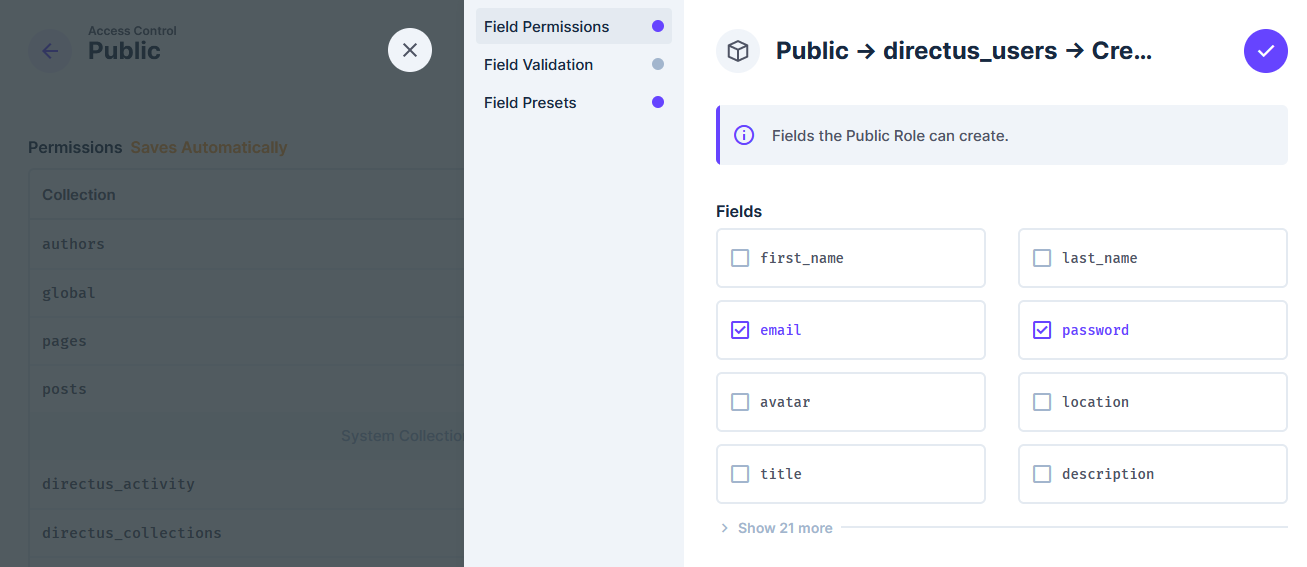 Access Control
Public
Permissions Saves Automatically
Collection
authors
global
pages
posts
System Collectio
directus_activity
directus_collections
Field Permissions
Field Validation
Field Presets
Public → directus_users → Cre...
Fields the Public Role can create.
Fields
first_name last_name
email password
avatar location
title description
Show 21 more